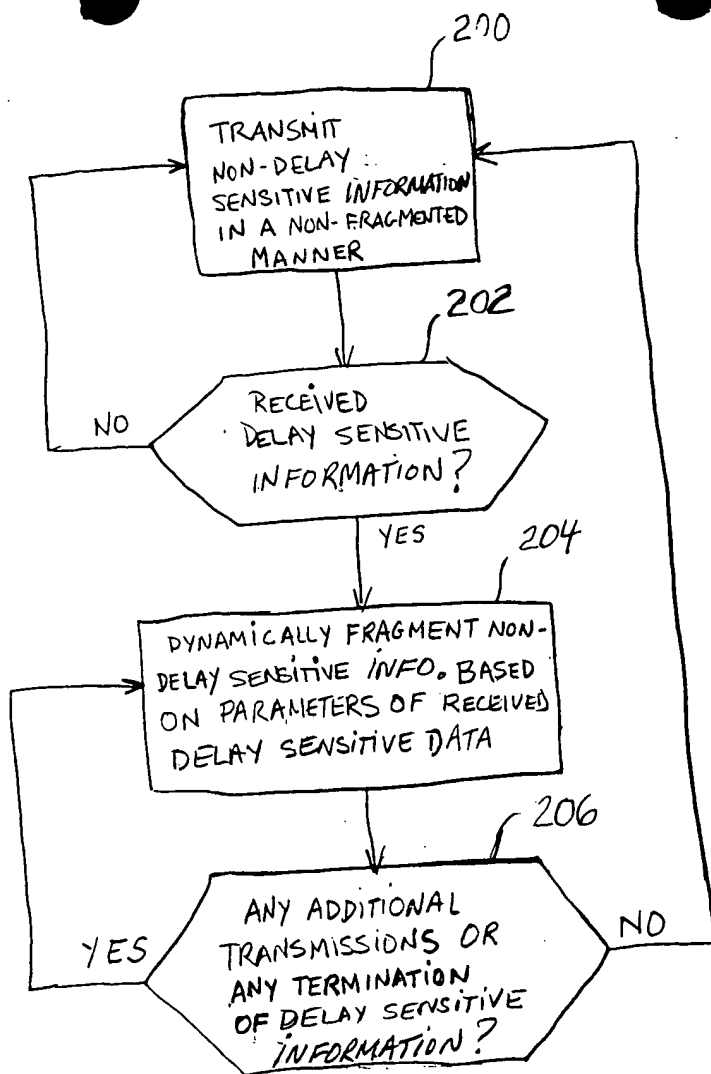 200
TRANSMIT
NON-DELAY
SENSITIVE INFORMATION
IN A NON-FRAGMENTED
MANNER
202
RECEIVED
DELAY SENSITIVE
INFORMATION?
NO
YES
204
DYNAMICALLY FRAGMENT NON-
DELAY SENSITIVE INFO. BASED
ON PARAMETERS OF RECEIVED
DELAY SENSITIVE DATA
206
ANY ADDITIONAL
TRANSMISSIONS OR
ANY TERMINATION
OF DELAY SENSITIVE
INFORMATION?
YES
NO